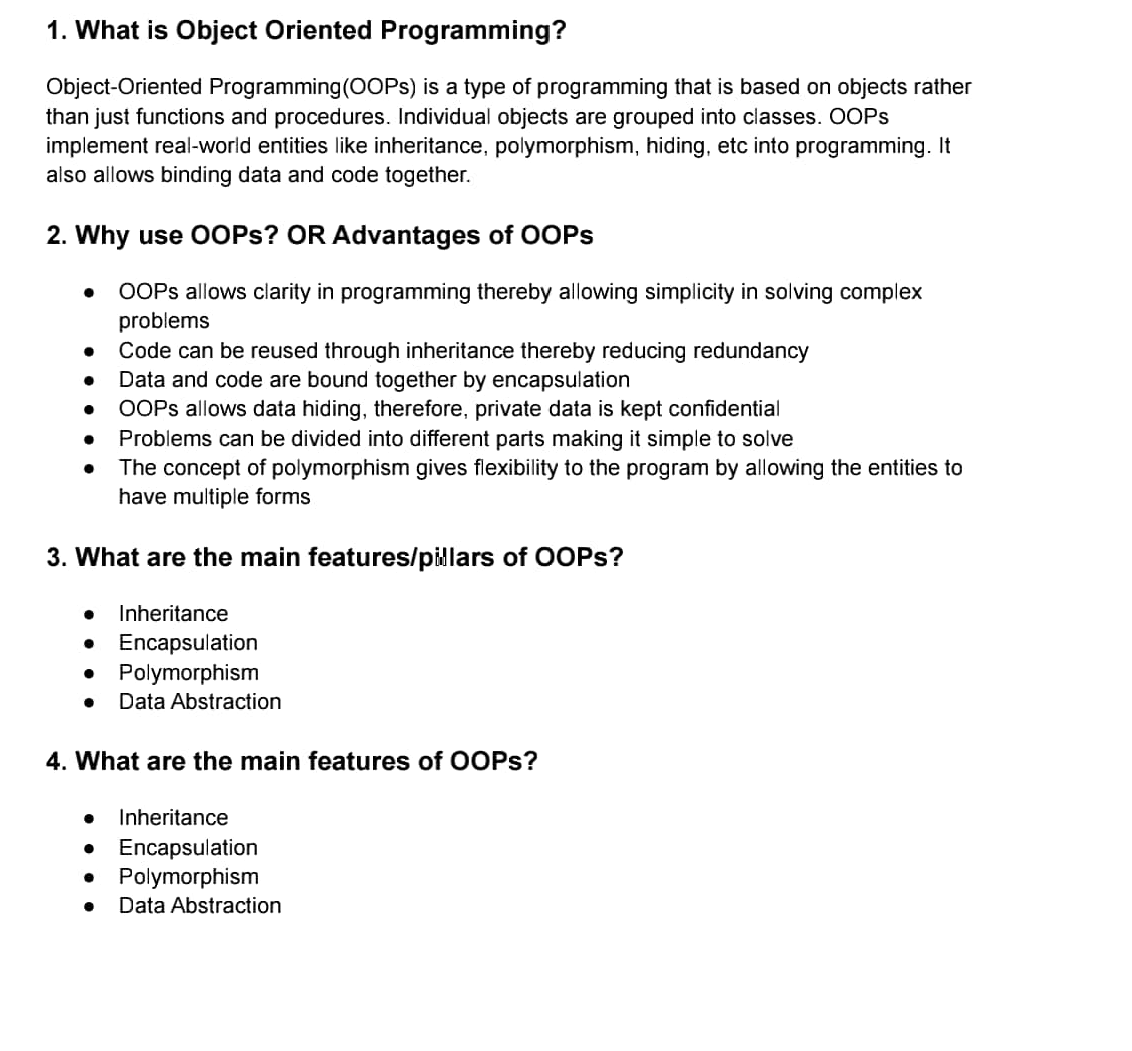 1. What is Object Oriented Programming?
Object-Oriented Programming(OOPs) is a type of programming that is based on objects rather
than just functions and procedures. Individual objects are grouped into classes. OOPs
implement real-world entities like inheritance, polymorphism, hiding, etc into programming. It
also allows binding data and code together.
2. Why use OOPs? OR Advantages of OOPs
● OOPs allows clarity in programming thereby allowing simplicity in solving complex
problems
● Code can be reused through inheritance thereby reducing redundancy
● Data and code are bound together by encapsulation
● OOPs allows data hiding, therefore, private data is kept confidential
● Problems can be divided into different parts making it simple to solve
● The concept of polymorphism gives flexibility to the program by allowing the entities to
have multiple forms
3. What are the main features/pillars of OOPs?
● Inheritance
● Encapsulation
● Polymorphism
● Data Abstraction
4. What are the main features of OOPs?
● Inheritance
● Encapsulation
● Polymorphism
● Data Abstraction